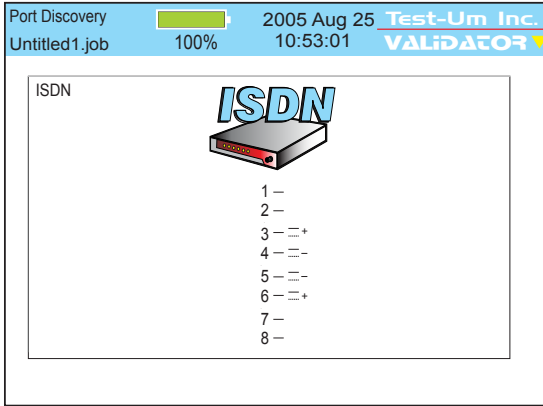 Port Discovery
2005 Aug 25 Test-Um Inc.
Untitled1.job 100% 10:53:01 VALiDATOR
ISDN
ISDN
1 –
2 –
3 – ⎓ +
4 – ⎓ –
5 – ⎓ –
6 – ⎓ +
7 –
8 –